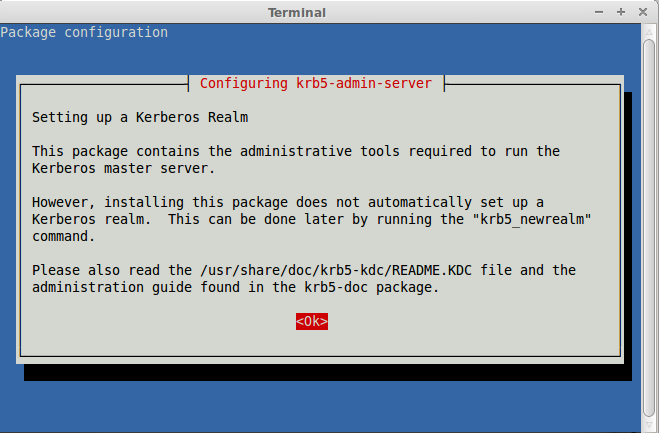 Terminal
Package configuration
Configuring krb5-admin-server
Setting up a Kerberos Realm
This package contains the administrative tools required to run the
Kerberos master server.
However, installing this package does not automatically set up a
Kerberos realm.  This can be done later by running the "krb5_newrealm"
command.
Please also read the /usr/share/doc/krb5-kdc/README.KDC file and the
administration guide found in the krb5-doc package.
<Ok>